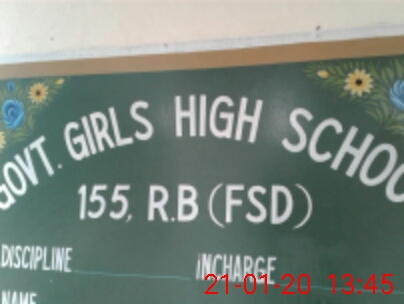 GOVT. GIRLS HIGH SCHOO
155, R.B (FSD)
DISCIPLINE INCHARGE
NAME
21-01-20 13:45